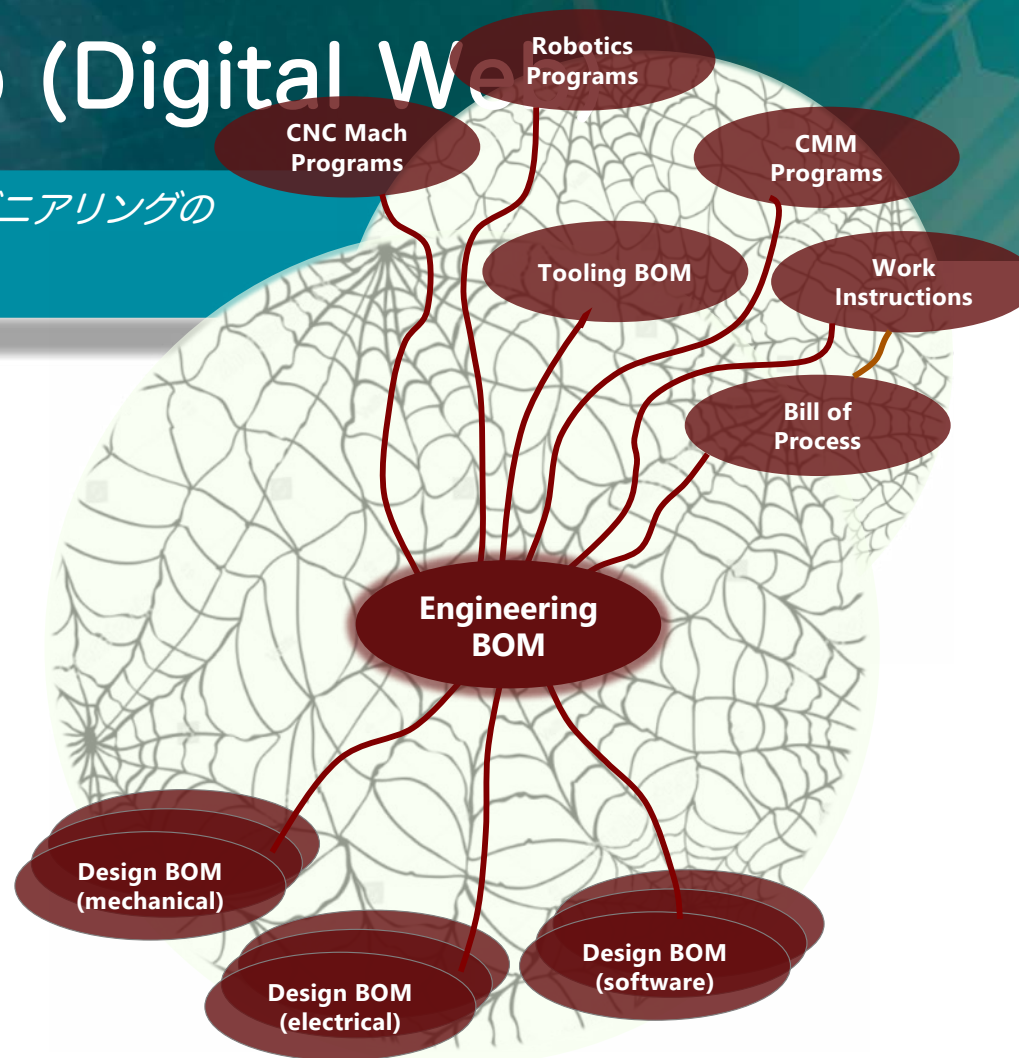 (Digital Web)
ニアリングの
Robotics
Programs
CNC Mach
Programs
CMM
Programs
Tooling BOM
Work
Instructions
Bill of
Process
Engineering
BOM
Design BOM
(mechanical)
Design BOM
(software)
Design BOM
(electrical)